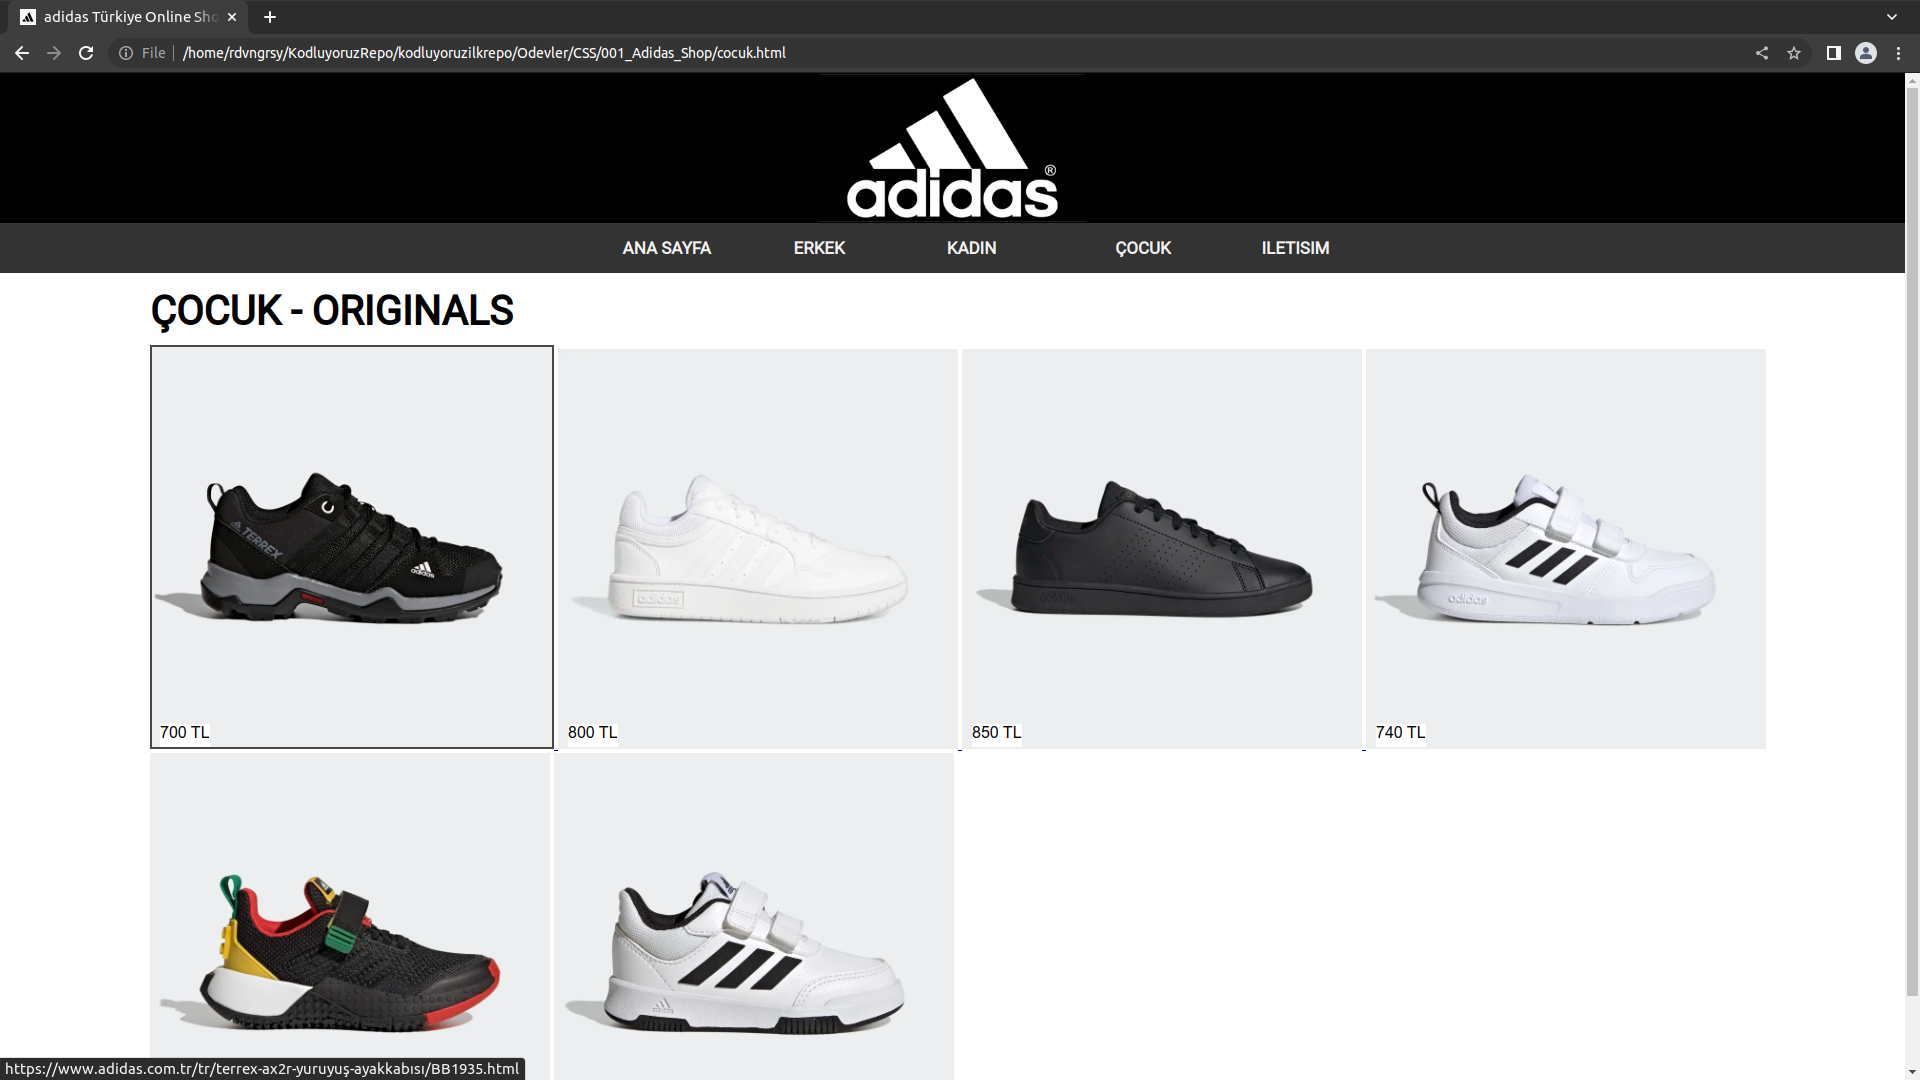 adidas Türkiye Online Sho
File
/home/rdvngrsy/KodluyoruzRepo/kodluyoruzilkrepo/Odevler/CSS/001_Adidas_Shop/cocuk.html
adidas®
ANA SAYFA ERKEK KADIN ÇOCUK ILETISIM
ÇOCUK - ORIGINALS
TERREX
adidas
adidas
adidas
adidas
700 TL
800 TL
850 TL
740 TL
https://www.adidas.com.tr/tr/terrex-ax2r-yuruyuş-ayakkabısı/BB1935.html